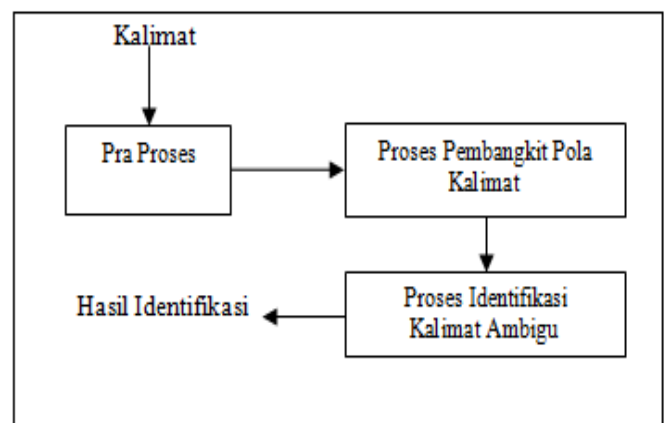 Kalimat
Pra Proses
Proses Pembangkit Pola
Kalimat
Proses Identifikasi
Kalimat Ambigu
Hasil Identifikasi